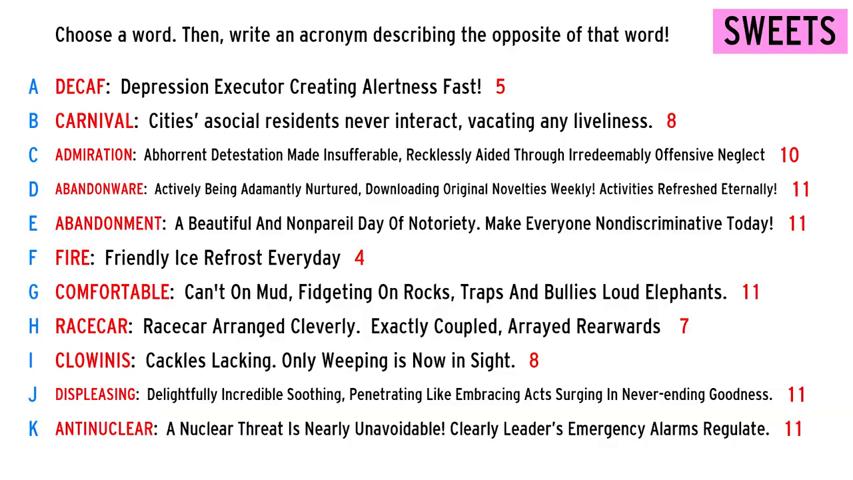 Choose a word. Then, write an acronym describing the opposite of that word!
SWEETS
A DECAF: Depression Executor Creating Alertness Fast! 5
B CARNIVAL: Cities' asocial residents never interact, vacating any liveliness. 8
C ADMIRATION: Abhorrent Detestation Made Insufferable, Recklessly Aided Through Irredeemably Offensive Neglect 10
D ABANDONWARE: Actively Being Adamantly Nurtured, Downloading Original Novelties Weekly! Activities Refreshed Eternally! 11
E ABANDONMENT: A Beautiful And Nonpareil Day Of Notoriety. Make Everyone Nondiscriminative Today! 11
F FIRE: Friendly Ice Refrost Everyday 4
G COMFORTABLE: Can't On Mud, Fidgeting On Rocks, Traps And Bullies Loud Elephants. 11
H RACECAR: Racecar Arranged Cleverly. Exactly Coupled, Arrayed Rearwards 7
I CLOWINIS: Cackles Lacking. Only Weeping is Now in Sight. 8
J DISPLEASING: Delightfully Incredible Soothing, Penetrating Like Embracing Acts Surging In Never-ending Goodness. 11
K ANTINUCLEAR: A Nuclear Threat Is Nearly Unavoidable! Clearly Leader's Emergency Alarms Regulate. 11